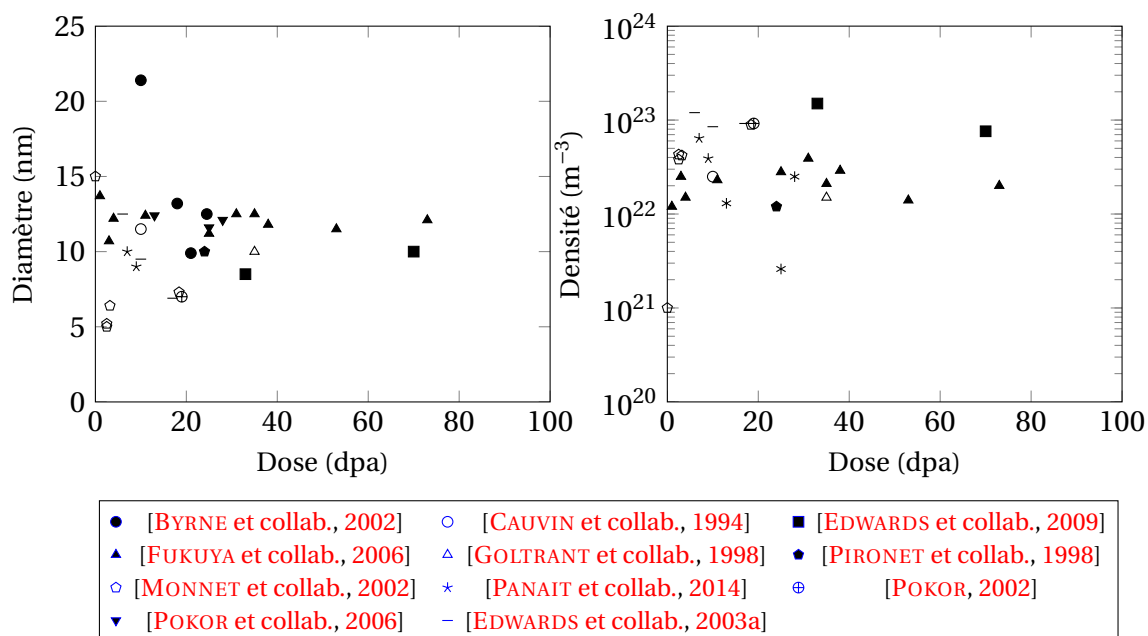 25
20
15
10
5
0
0 20 40 60 80 100
Diamètre (nm)
Dose (dpa)
10^24
10^23
10^22
10^21
10^20
0 20 40 60 80 100
Densité (m^−3)
Dose (dpa)
[BYRNE et collab., 2002] [CAUVIN et collab., 1994] [EDWARDS et collab., 2009]
[FUKUYA et collab., 2006] [GOLTRANT et collab., 1998] [PIRONET et collab., 1998]
[MONNET et collab., 2002] [PANAIT et collab., 2014] [POKOR, 2002]
[POKOR et collab., 2006] [EDWARDS et collab., 2003a]